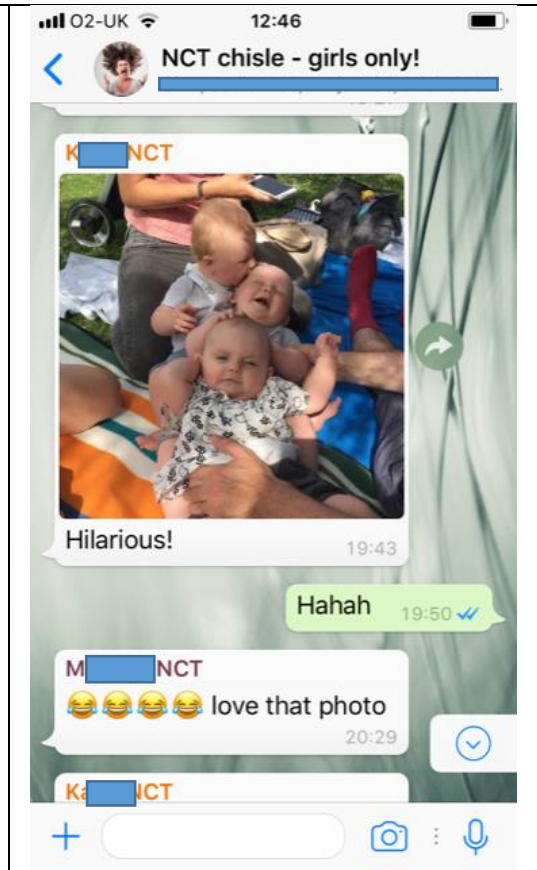 O2-UK 12:46
NCT chisle - girls only!
K NCT
Hilarious!
19:43
Hahah 19:50
M NCT
😂😂😂😂 love that photo
20:29
Ka NCT